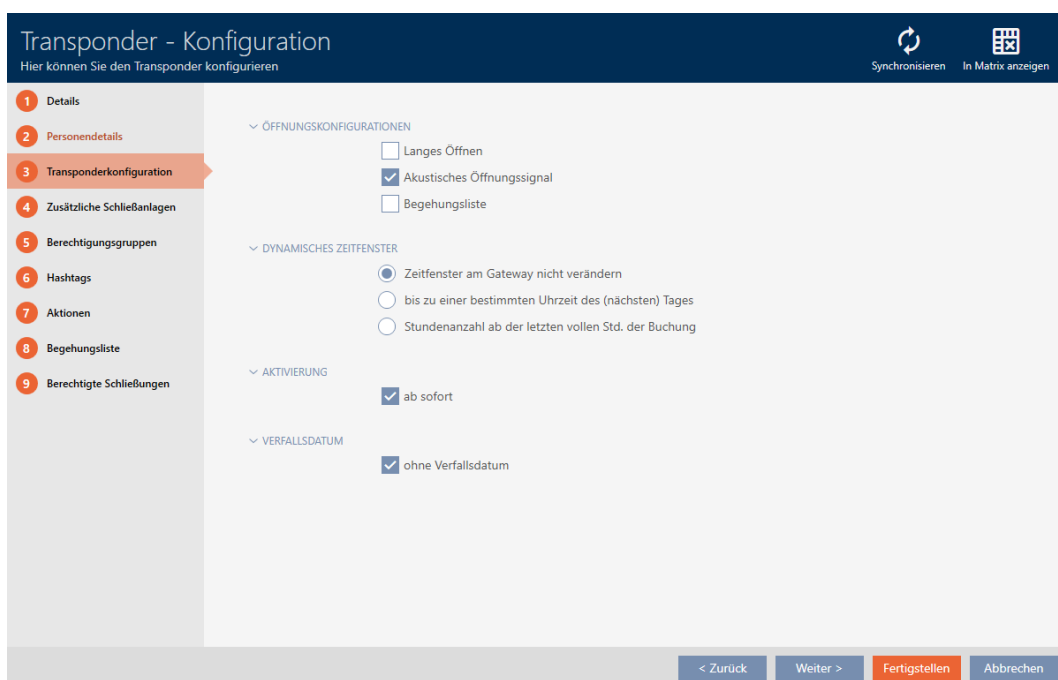 Transponder - Konfiguration
Hier können Sie den Transponder konfigurieren
Synchronisieren
In Matrix anzeigen
1 Details
2 Personendetails
3 Transponderkonfiguration
4 Zusätzliche Schließanlagen
5 Berechtigungsgruppen
6 Hashtags
7 Aktionen
8 Begehungsliste
9 Berechtigte Schließungen
ÖFFNUNGSKONFIGURATIONEN
Langes Öffnen
Akustisches Öffnungssignal
Begehungsliste
DYNAMISCHES ZEITFENSTER
Zeitfenster am Gateway nicht verändern
bis zu einer bestimmten Uhrzeit des (nächsten) Tages
Stundenanzahl ab der letzten vollen Std. der Buchung
AKTIVIERUNG
ab sofort
VERFALLSDATUM
ohne Verfallsdatum
< Zurück
Weiter >
Fertigstellen
Abbrechen